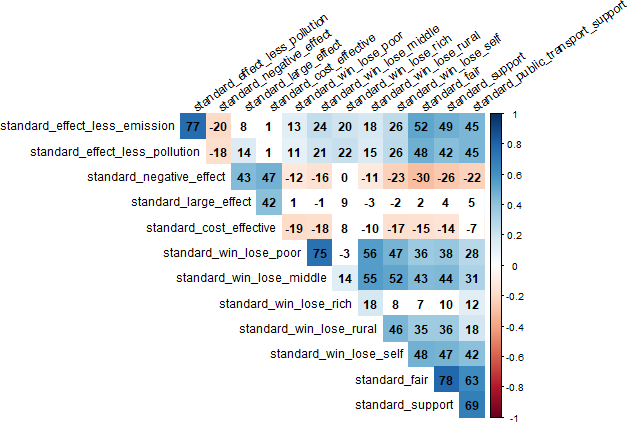 standard_effect_less_pollution
standard_negative_effect
standard_large_effect
standard_cost_effective
standard_win_lose_poor
standard_win_lose_middle
standard_win_lose_rich
standard_win_lose_rural
standard_win_lose_self
standard_fair
standard_support
standard_public_transport_support
standard_effect_less_emission 77 -20 8 1 13 24 20 18 26 52 49 45
standard_effect_less_pollution -18 14 1 11 21 22 15 26 48 42 45
standard_negative_effect 43 47 -12 -16 0 -11 -23 -30 -26 -22
standard_large_effect 42 1 -1 9 -3 -2 2 4 5
standard_cost_effective -19 -18 8 -10 -17 -15 -14 -7
standard_win_lose_poor 75 -3 56 47 36 38 28
standard_win_lose_middle 14 55 52 43 44 31
standard_win_lose_rich 18 8 7 10 12
standard_win_lose_rural 46 35 36 18
standard_win_lose_self 48 47 42
standard_fair 78 63
standard_support 69
1
0.8
0.6
0.4
0.2
0
-0.2
-0.4
-0.6
-0.8
-1